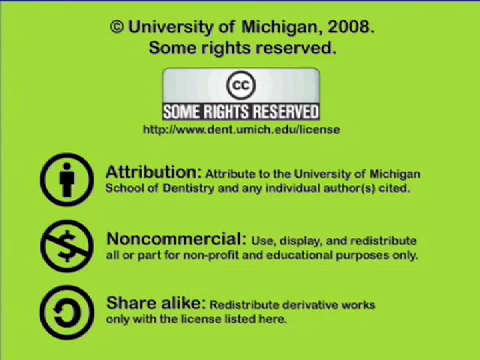 © University of Michigan, 2008.
Some rights reserved.
cc
SOME RIGHTS RESERVED
http://www.dent.umich.edu/license
Attribution: Attribute to the University of Michigan
School of Dentistry and any individual author(s) cited.
Noncommercial: Use, display, and redistribute
all or part for non-profit and educational purposes only.
Share alike: Redistribute derivative works
only with the license listed here.